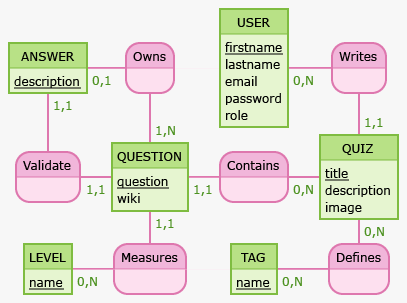 USER
firstname
lastname
email
password
role
ANSWER
description
Owns
Writes
0,1
0,N
1,1
1,N
1,1
Validate
QUESTION
question
wiki
Contains
QUIZ
title
description
image
1,1
1,1
0,N
1,1
0,N
LEVEL
name
Measures
TAG
name
Defines
0,N
0,N